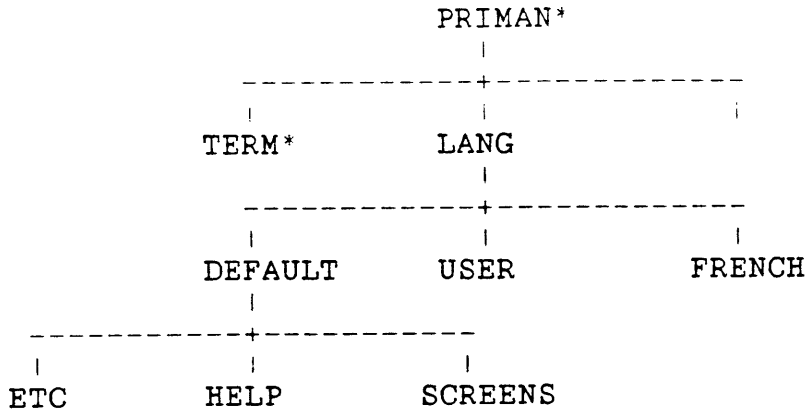 PRIMAN*
TERM* LANG
DEFAULT USER FRENCH
ETC HELP SCREENS